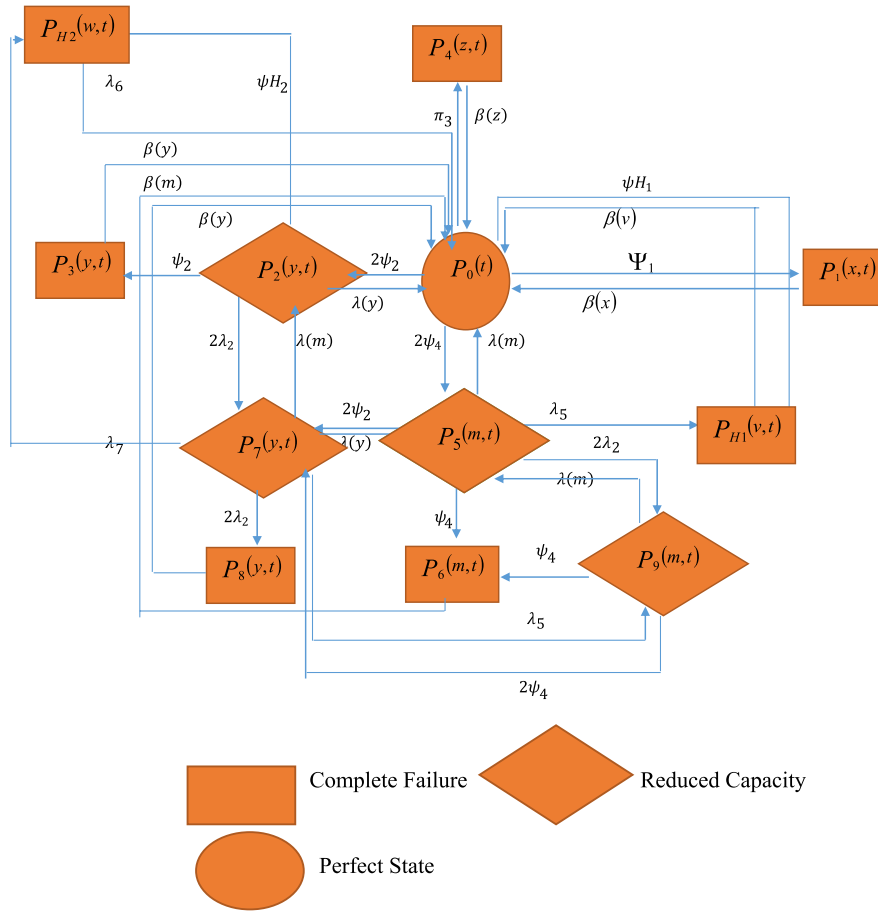 P_{H2}(w,t)
P_4(z,t)
λ_6
ψH_2
π_3
β(z)
β(y)
β(m)
ψH_1
β(y)
β(v)
P_3(y,t)
ψ_2
P_2(y,t)
2ψ_2
P_0(t)
Ψ_1
P_1(x,t)
λ(y)
β(x)
2λ_2
λ(m)
2ψ_4
λ(m)
2ψ_2
λ_5
λ_7
P_7(y,t)
λ(y)
P_5(m,t)
2λ_2
P_{H1}(v,t)
λ(m)
2λ_2
ψ_4
P_8(y,t)
P_6(m,t)
ψ_4
P_9(m,t)
λ_5
2ψ_4
Complete Failure
Reduced Capacity
Perfect State